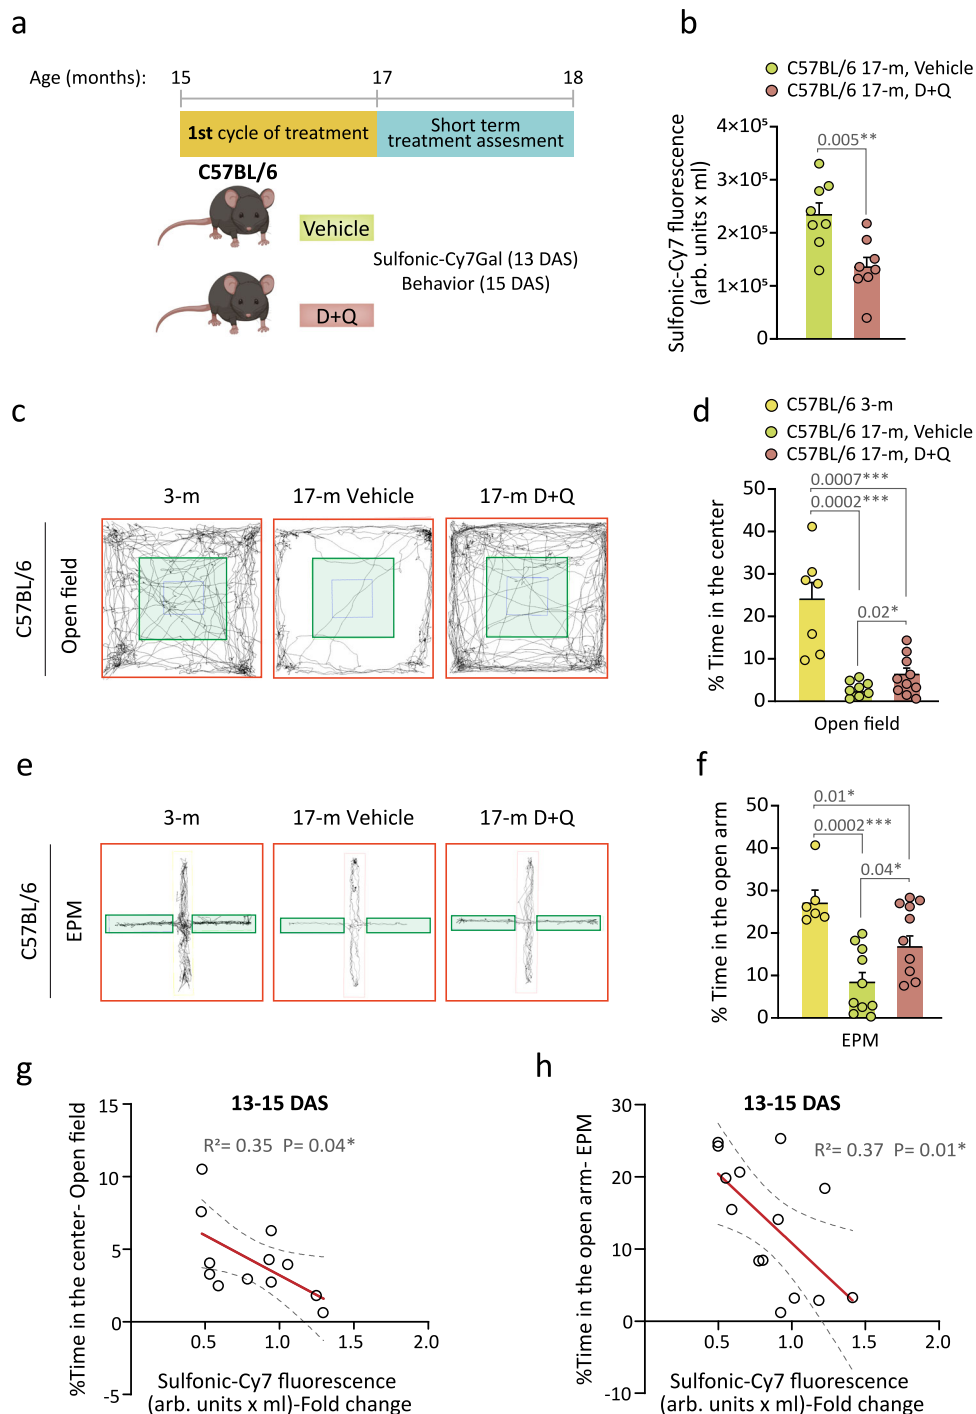 a
Age (months):
15
17
18
1st cycle of treatment
Short term
treatment assesment
C57BL/6
Vehicle
D+Q
Sulfonic-Cy7Gal (13 DAS)
Behavior (15 DAS)
b
C57BL/6 17-m, Vehicle
C57BL/6 17-m, D+Q
Sulfonic-Cy7 fluorescence
(arb. units x ml)
4×10⁵
3×10⁵
2×10⁵
1×10⁵
0
0.005**
c
3-m
17-m Vehicle
17-m D+Q
C57BL/6
Open field
d
C57BL/6 3-m
C57BL/6 17-m, Vehicle
C57BL/6 17-m, D+Q
% Time in the center
50
40
30
20
10
0
0.0007***
0.0002***
0.02*
Open field
e
3-m
17-m Vehicle
17-m D+Q
C57BL/6
EPM
f
% Time in the open arm
50
40
30
20
10
0
0.01*
0.0002***
0.04*
EPM
g
13-15 DAS
R²= 0.35 P= 0.04*
%Time in the center- Open field
15
10
5
0
-5
0.5
1.0
1.5
2.0
Sulfonic-Cy7 fluorescence
(arb. units x ml)-Fold change
h
13-15 DAS
R²= 0.37 P= 0.01*
%Time in the open arm- EPM
30
20
10
0
-10
0.5
1.0
1.5
2.0
Sulfonic-Cy7 fluorescence
(arb. units x ml)-Fold change